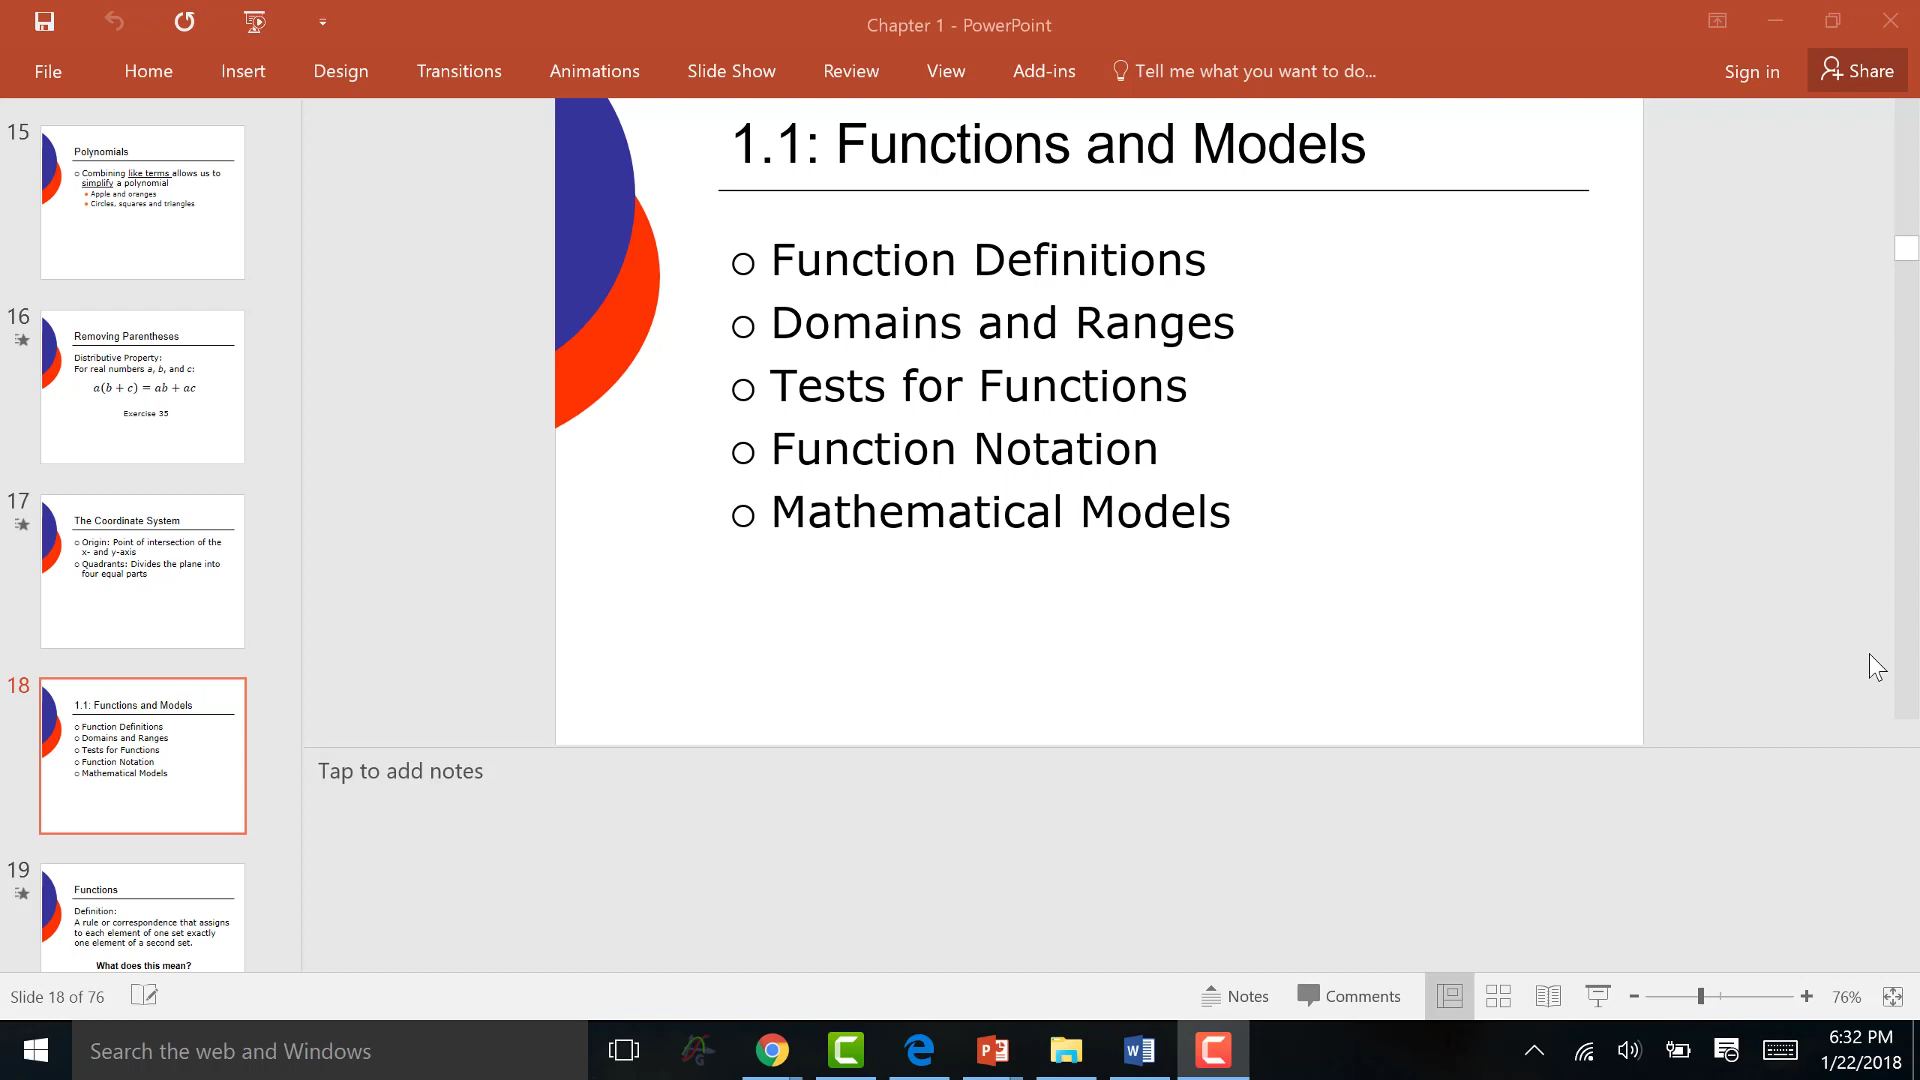 Chapter 1 - PowerPoint
File Home Insert Design Transitions Animations Slide Show Review View Add-ins Tell me what you want to do... Sign in Share
15
Polynomials
Combining like terms allows us to
simplify a polynomial
Apple and oranges
Circles, squares and triangles
16
Removing Parentheses
Distributive Property:
For real numbers a, b, and c:
a(b + c) = ab + ac
Exercise 35
17
The Coordinate System
Origin: Point of intersection of the
x- and y-axis
Quadrants: Divides the plane into
four equal parts
18
1.1: Functions and Models
Function Definitions
Domains and Ranges
Tests for Functions
Function Notation
Mathematical Models
19
Functions
Definition:
A rule or correspondence that assigns
to each element of one set exactly
one element of a second set.
What does this mean?
1.1: Functions and Models
Function Definitions
Domains and Ranges
Tests for Functions
Function Notation
Mathematical Models
Tap to add notes
Slide 18 of 76 Notes Comments 76%
Search the web and Windows
6:32 PM
1/22/2018